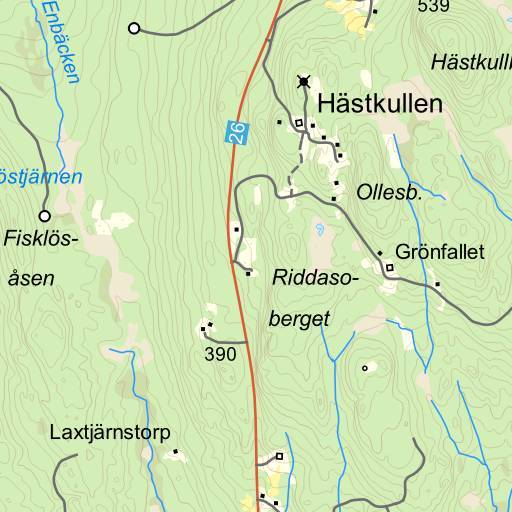 539
Enbäcken
Hästkull
Hästkullen
26
östjärnen
Ollesb.
Fisklös-
åsen
Grönfallet
Riddaso-
berget
390
Laxtjärnstorp